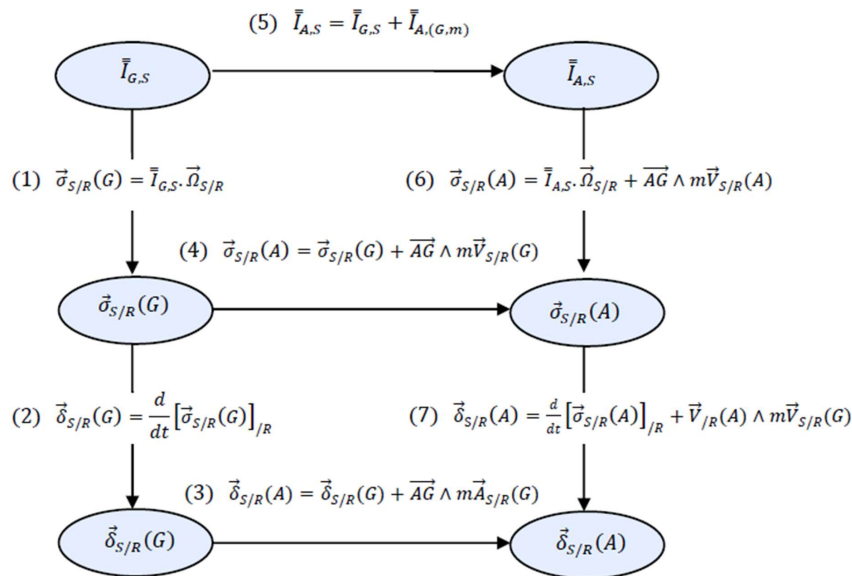 (5) I̿_{A,S} = I̿_{G,S} + I̿_{A,(G,m)}
I̿_{G,S} I̿_{A,S}
(1) σ⃗_{S/R}(G) = I̿_{G,S}.Ω⃗_{S/R} (6) σ⃗_{S/R}(A) = I̿_{A,S}.Ω⃗_{S/R} + AG⃗ ∧ mV⃗_{S/R}(A)
(4) σ⃗_{S/R}(A) = σ⃗_{S/R}(G) + AG⃗ ∧ mV⃗_{S/R}(G)
σ⃗_{S/R}(G) σ⃗_{S/R}(A)
(2) δ⃗_{S/R}(G) = d/dt [σ⃗_{S/R}(G)]_{/R} (7) δ⃗_{S/R}(A) = d/dt [σ⃗_{S/R}(A)]_{/R} + V⃗_{/R}(A) ∧ mV⃗_{S/R}(G)
(3) δ⃗_{S/R}(A) = δ⃗_{S/R}(G) + AG⃗ ∧ mA⃗_{S/R}(G)
δ⃗_{S/R}(G) δ⃗_{S/R}(A)